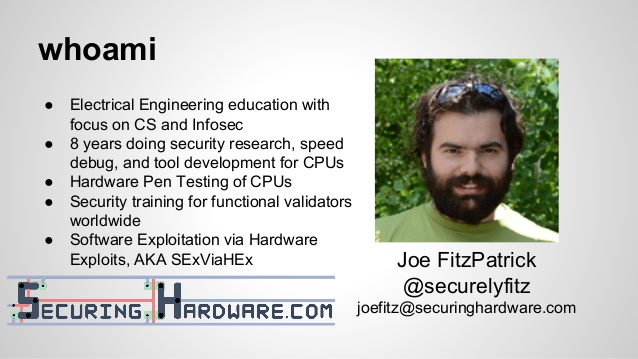 whoami
● Electrical Engineering education with
focus on CS and Infosec
● 8 years doing security research, speed
debug, and tool development for CPUs
● Hardware Pen Testing of CPUs
● Security training for functional validators
worldwide
● Software Exploitation via Hardware
Exploits, AKA SExViaHEx
SECURINGHARDWARE.COM
Joe FitzPatrick
@securelyfitz
joefitz@securinghardware.com